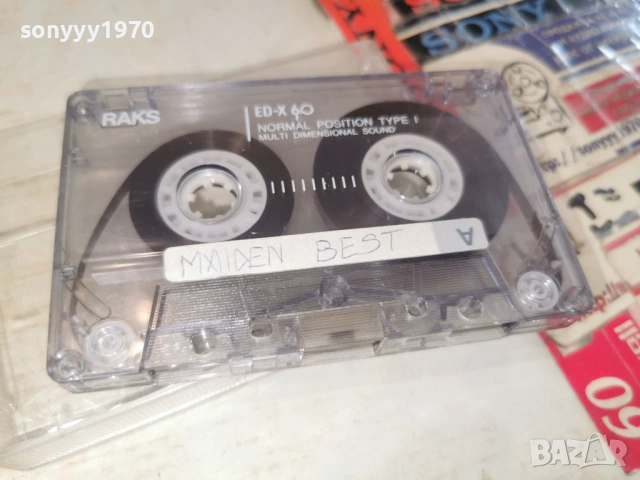 sonyyy1970
SONY
RAKS
ED-X 60
NORMAL POSITION TYPE I
MULTI DIMENSIONAL SOUND
MAIDEN BEST
A
60
BAZAR